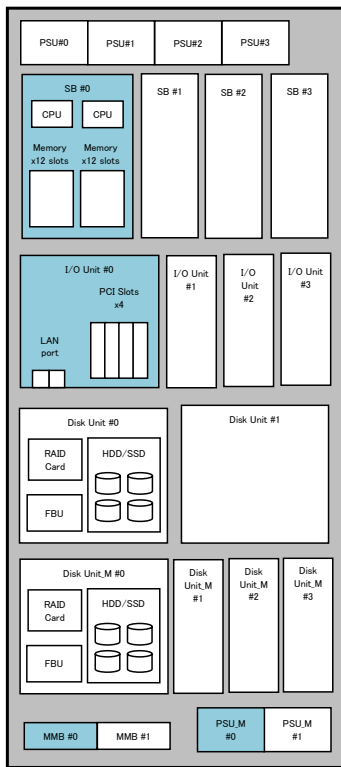 PSU#0
PSU#1
PSU#2
PSU#3
SB #0
CPU
CPU
Memory
x12 slots
Memory
x12 slots
SB #1
SB #2
SB #3
I/O Unit #0
PCI Slots
x4
LAN
port
I/O Unit
#1
I/O Unit
#2
I/O Unit
#3
Disk Unit #0
RAID
Card
HDD/SSD
FBU
Disk Unit #1
Disk Unit_M #0
RAID
Card
HDD/SSD
FBU
Disk
Unit_M
#1
Disk
Unit_M
#2
Disk
Unit_M
#3
MMB #0
MMB #1
PSU_M
#0
PSU_M
#1